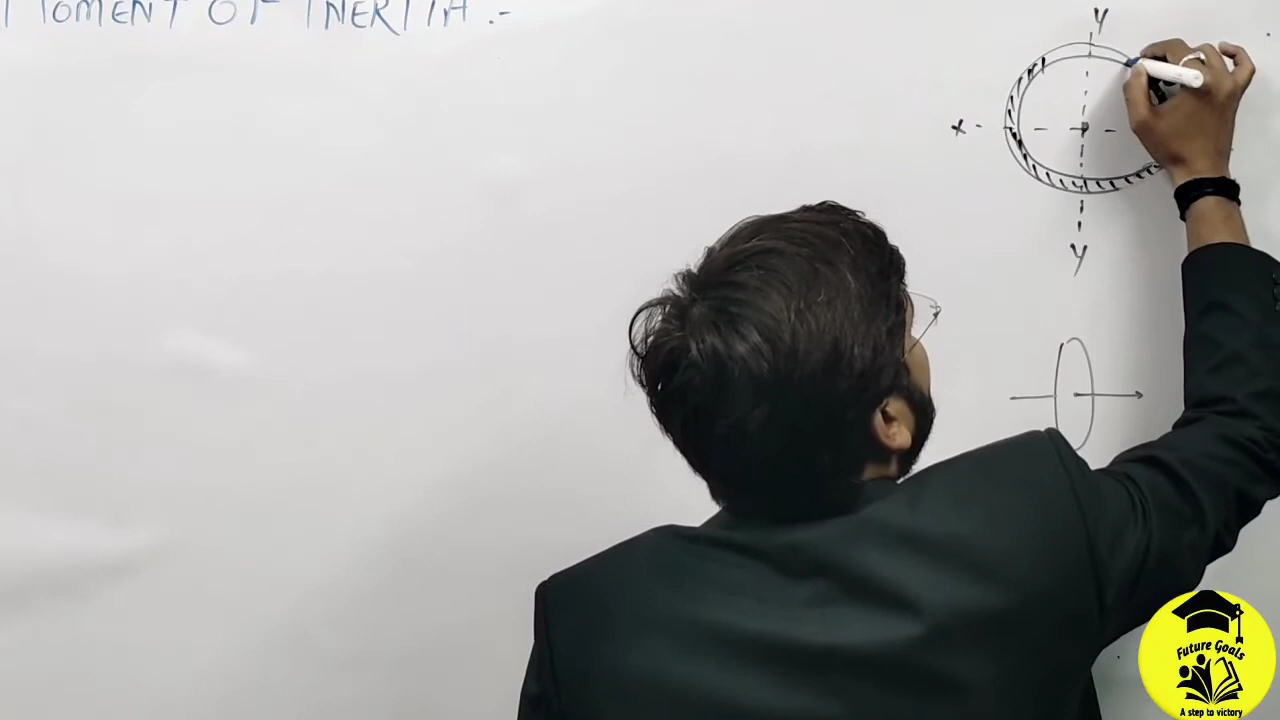 MOMENT OF INERTIA :-
y
x -
y
Future Goals
A step to victory